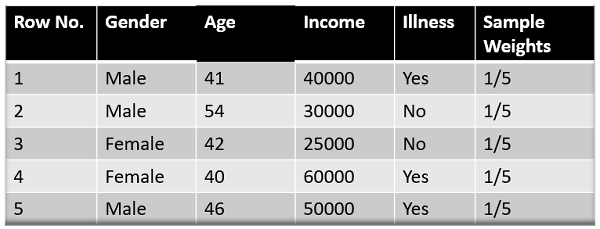 Row No. Gender Age Income Illness Sample
Weights
1 Male 41 40000 Yes 1/5
2 Male 54 30000 No 1/5
3 Female 42 25000 No 1/5
4 Female 40 60000 Yes 1/5
5 Male 46 50000 Yes 1/5